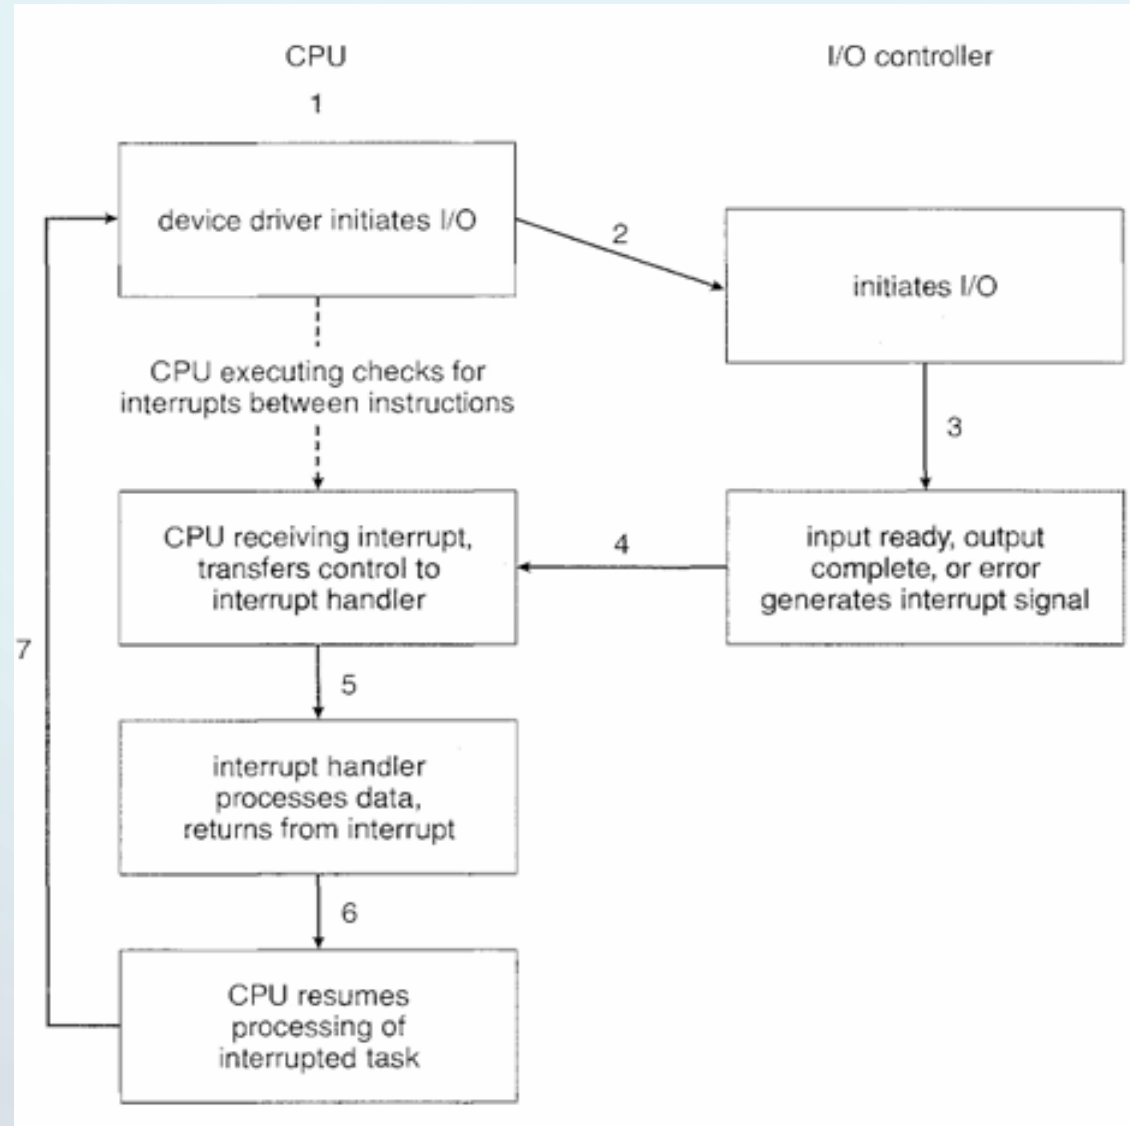 CPU
I/O controller
1
device driver initiates I/O
2
initiates I/O
CPU executing checks for
interrupts between instructions
3
CPU receiving interrupt,
transfers control to
interrupt handler
4
input ready, output
complete, or error
generates interrupt signal
7
5
interrupt handler
processes data,
returns from interrupt
6
CPU resumes
processing of
interrupted task